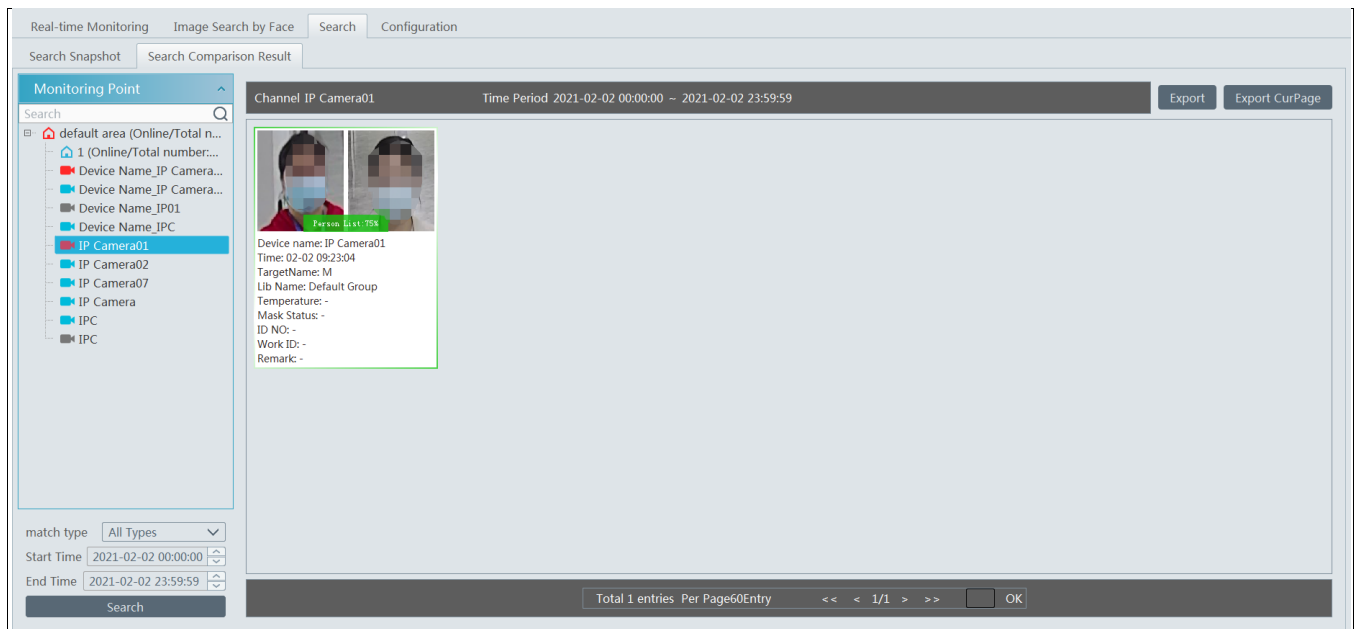 Real-time Monitoring Image Search by Face Search Configuration
Search Snapshot Search Comparison Result
Monitoring Point
Search
default area (Online/Total n...
1 (Online/Total number:...
Device Name_IP Camera...
Device Name_IP Camera...
Device Name_IP01
Device Name_IPC
IP Camera01
IP Camera02
IP Camera07
IP Camera
IPC
IPC
match type All Types
Start Time 2021-02-02 00:00:00
End Time 2021-02-02 23:59:59
Search
Channel IP Camera01 Time Period 2021-02-02 00:00:00 ~ 2021-02-02 23:59:59
Export Export CurPage
Parson List:75%
Device name: IP Camera01
Time: 02-02 09:23:04
TargetName: M
Lib Name: Default Group
Temperature: -
Mask Status: -
ID NO: -
Work ID: -
Remark: -
Total 1 entries Per Page60Entry << < 1/1 > >> OK